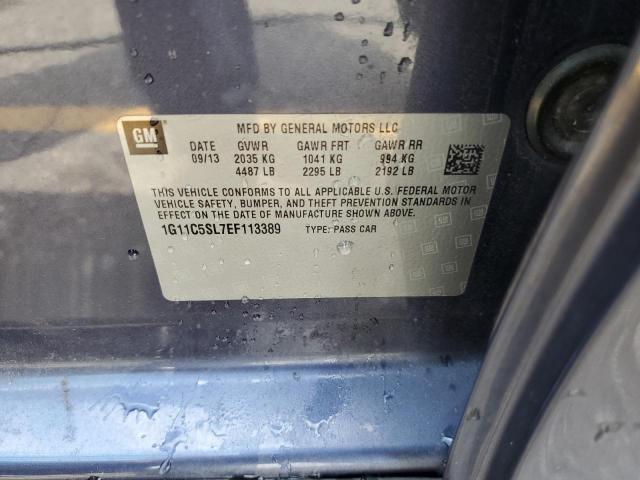 GM
MFD BY GENERAL MOTORS LLC
DATE GVWR GAWR FRT GAWR RR
09/13 2035 KG 1041 KG 994 KG
4487 LB 2295 LB 2192 LB
THIS VEHICLE CONFORMS TO ALL APPLICABLE U.S. FEDERAL MOTOR
VEHICLE SAFETY, BUMPER, AND THEFT PREVENTION STANDARDS IN
EFFECT ON THE DATE OF MANUFACTURE SHOWN ABOVE.
1G11C5SL7EF113389 TYPE: PASS CAR